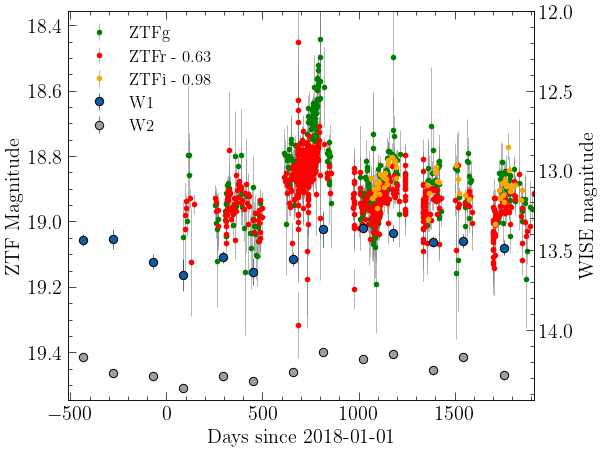 ZTFg
ZTFr - 0.63
ZTFi - 0.98
W1
W2
18.4
18.6
18.8
19.0
19.2
19.4
ZTF Magnitude
12.0
12.5
13.0
13.5
14.0
WISE magnitude
−500
0
500
1000
1500
Days since 2018-01-01